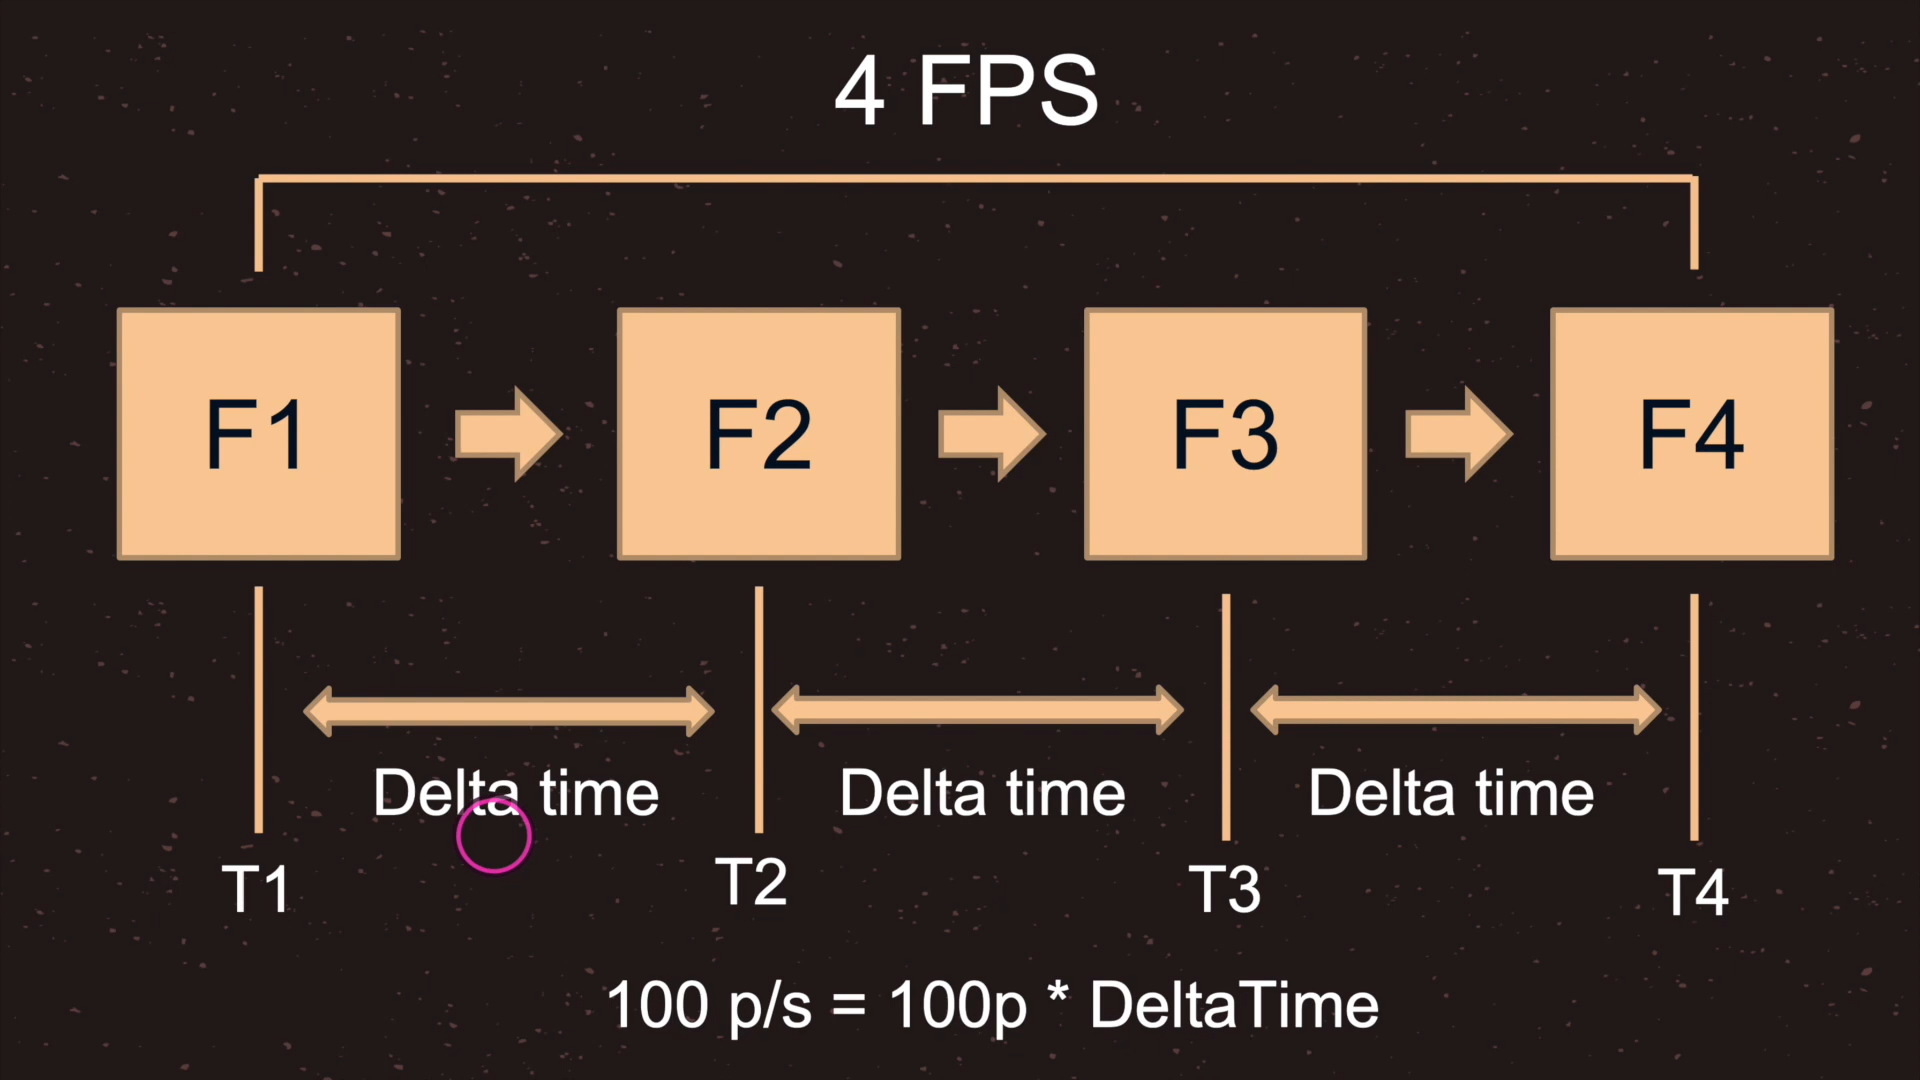 4 FPS
F1
F2
F3
F4
Delta time
Delta time
Delta time
T1
T2
T3
T4
100 p/s = 100p * DeltaTime